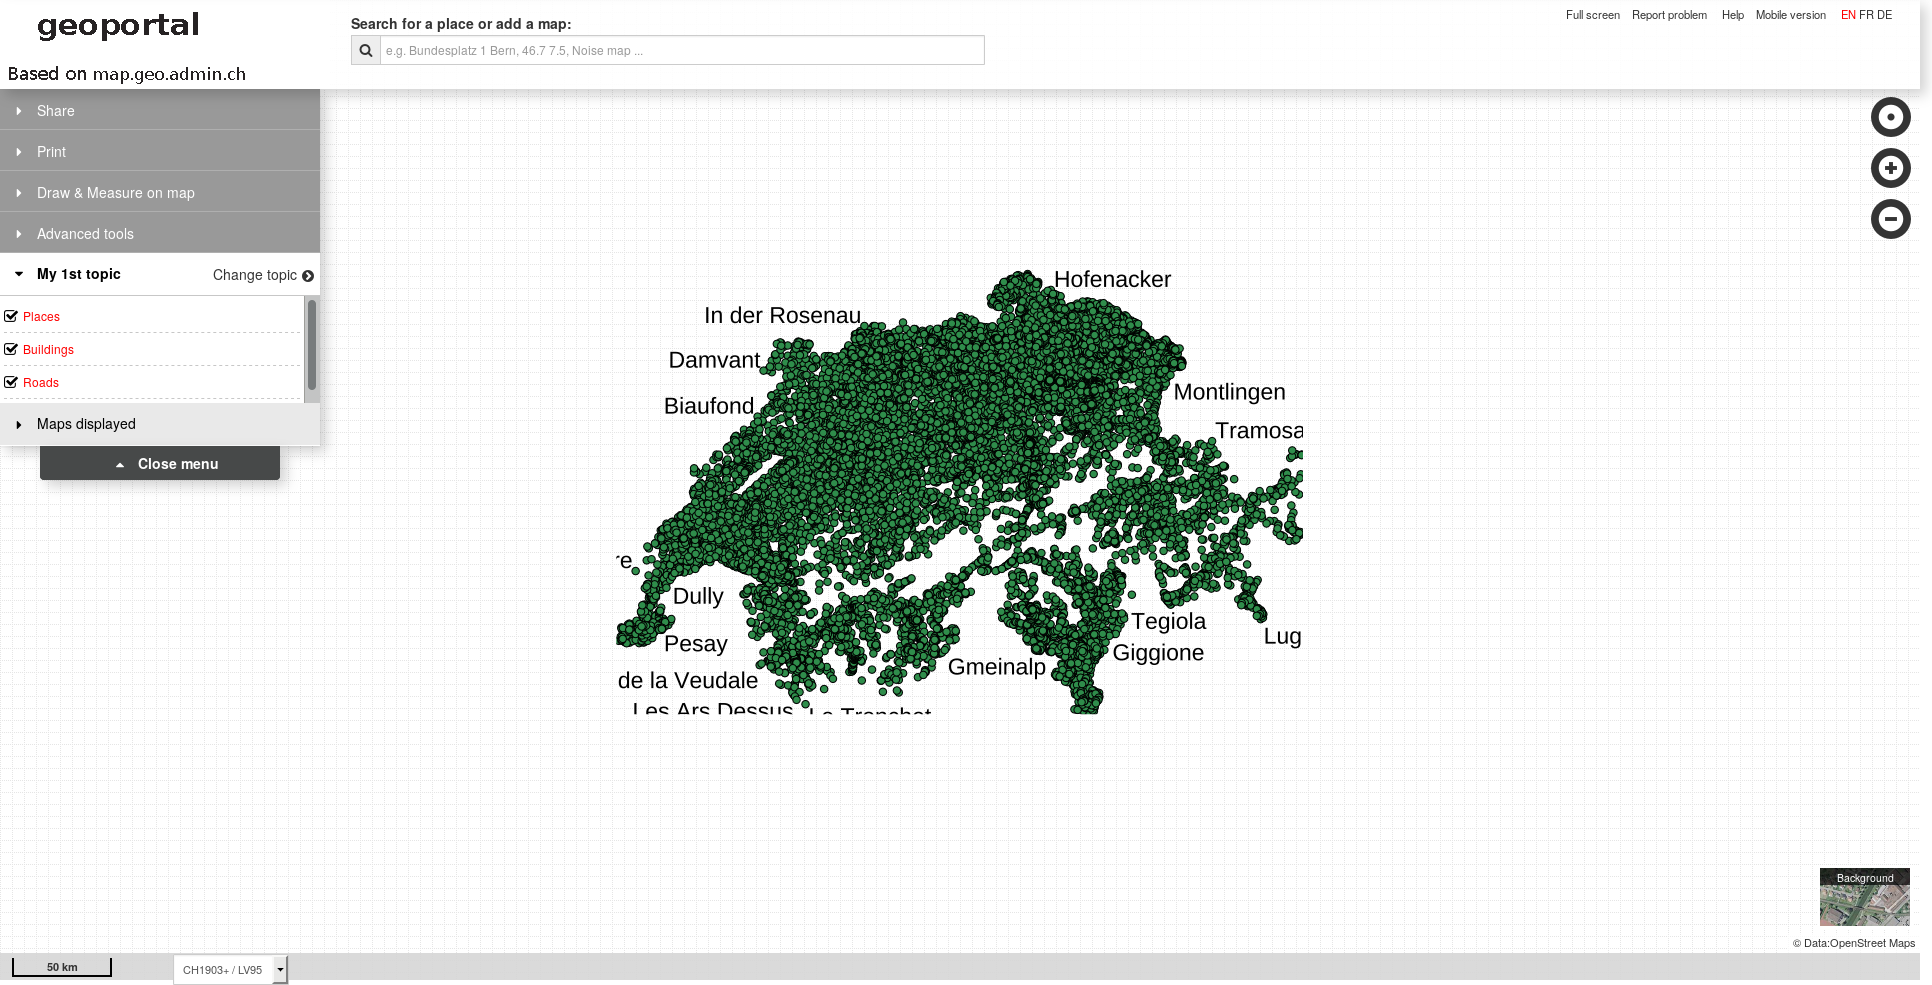 geoportal
Based on map.geo.admin.ch
Search for a place or add a map:
e.g. Bundesplatz 1 Bern, 46.7 7.5, Noise map ...
Full screen Report problem Help Mobile version EN FR DE
Share
Print
Draw & Measure on map
Advanced tools
My 1st topic Change topic
Places
Buildings
Roads
Maps displayed
Close menu
Hofenacker
In der Rosenau
Damvant
Montlingen
Biaufond
Tramosa
re
Dully
Tegiola
Lug
Pesay
Giggione
Gmeinalp
de la Veudale
Les Ars Dessus
Background
© Data:OpenStreet Maps
50 km
CH1903+ / LV95